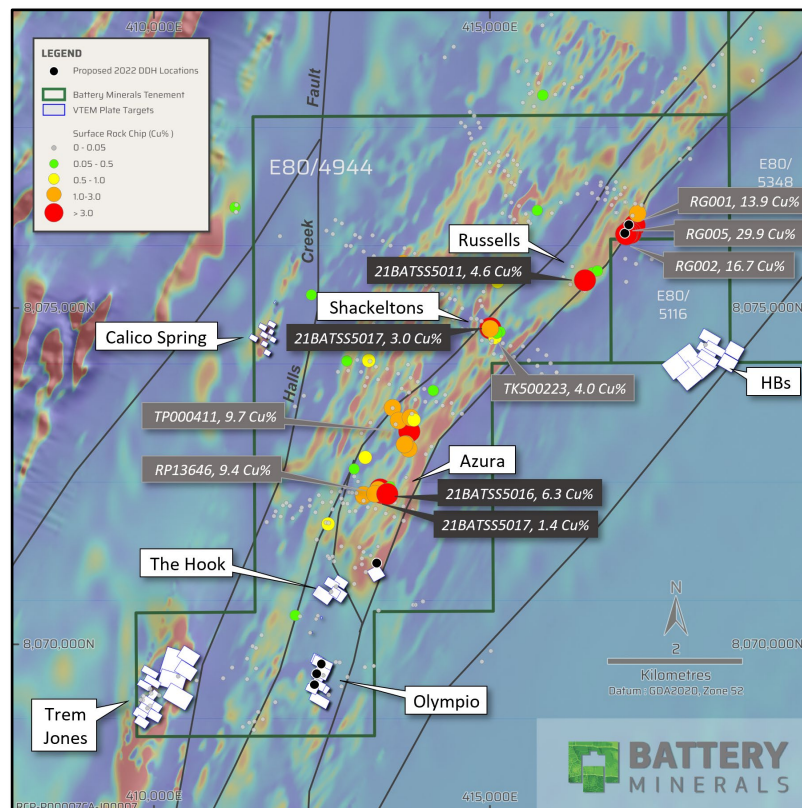 410,000E
415,000E
LEGEND
Proposed 2022 DDH Locations
Battery Minerals Tenement
VTEM Plate Targets
Surface Rock Chip (Cu%)
0 - 0.05
0.05 - 0.5
0.5 - 1.0
1.0-3.0
> 3.0
Fault
Creek
Halls
E80/4944
E80/
5348
RG001, 13.9 Cu%
RG005, 29.9 Cu%
RG002, 16.7 Cu%
Russells
21BATSS5011, 4.6 Cu%
E80/
5116
8,075,000N
8,075,000N
Shackeltons
21BATSS5017, 3.0 Cu%
Calico Spring
HBs
TK500223, 4.0 Cu%
TP000411, 9.7 Cu%
Azura
RP13646, 9.4 Cu%
21BATSS5016, 6.3 Cu%
21BATSS5017, 1.4 Cu%
The Hook
N
8,070,000N
8,070,000N
2
Kilometres
Datum : GDA2020, Zone 52
Trem
Jones
Olympio
BATTERY
MINERALS
410,000E
415,000E